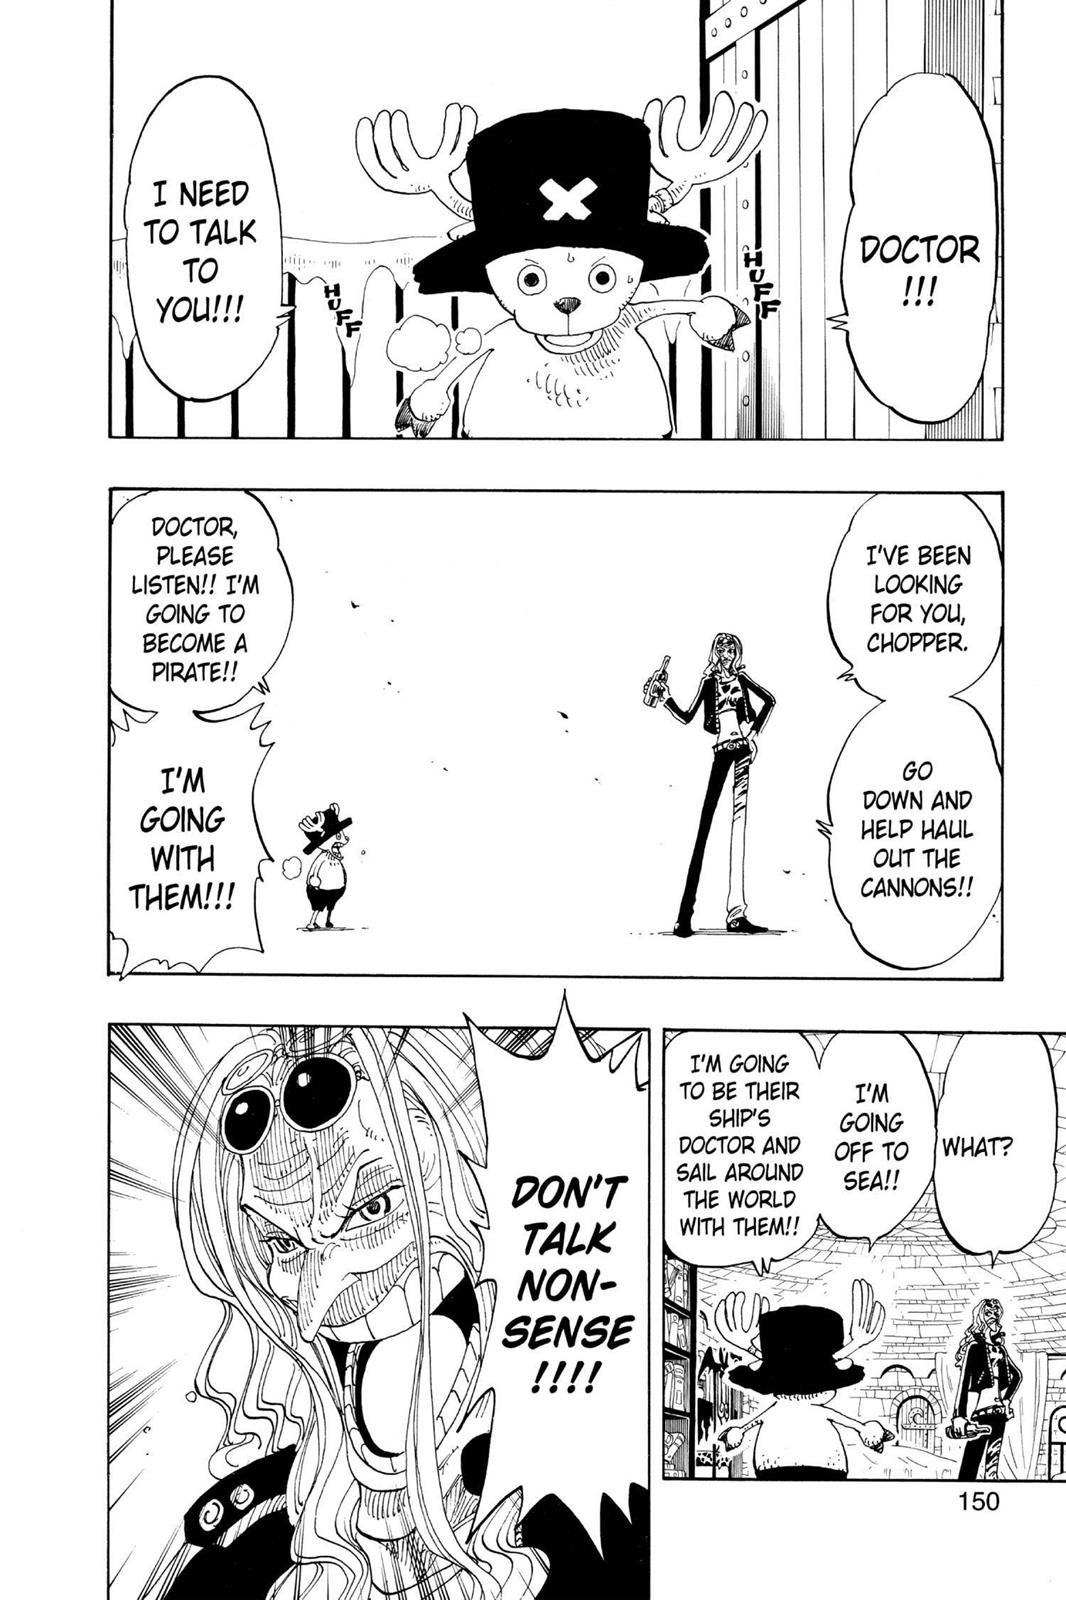 DOCTOR
!!!
I NEED
TO TALK
TO
YOU!!!
HUFF
HUFF
I'VE BEEN
LOOKING
FOR YOU,
CHOPPER.
GO
DOWN AND
HELP HAUL
OUT THE
CANNONS!!
DOCTOR,
PLEASE
LISTEN!! I'M
GOING TO
BECOME A
PIRATE!!
I'M
GOING
WITH
THEM!!!
WHAT?
I'M
GOING
OFF TO
SEA!!
I'M GOING
TO BE THEIR
SHIP'S
DOCTOR AND
SAIL AROUND
THE WORLD
WITH THEM!!
DON'T
TALK
NON-
SENSE
!!!!
150